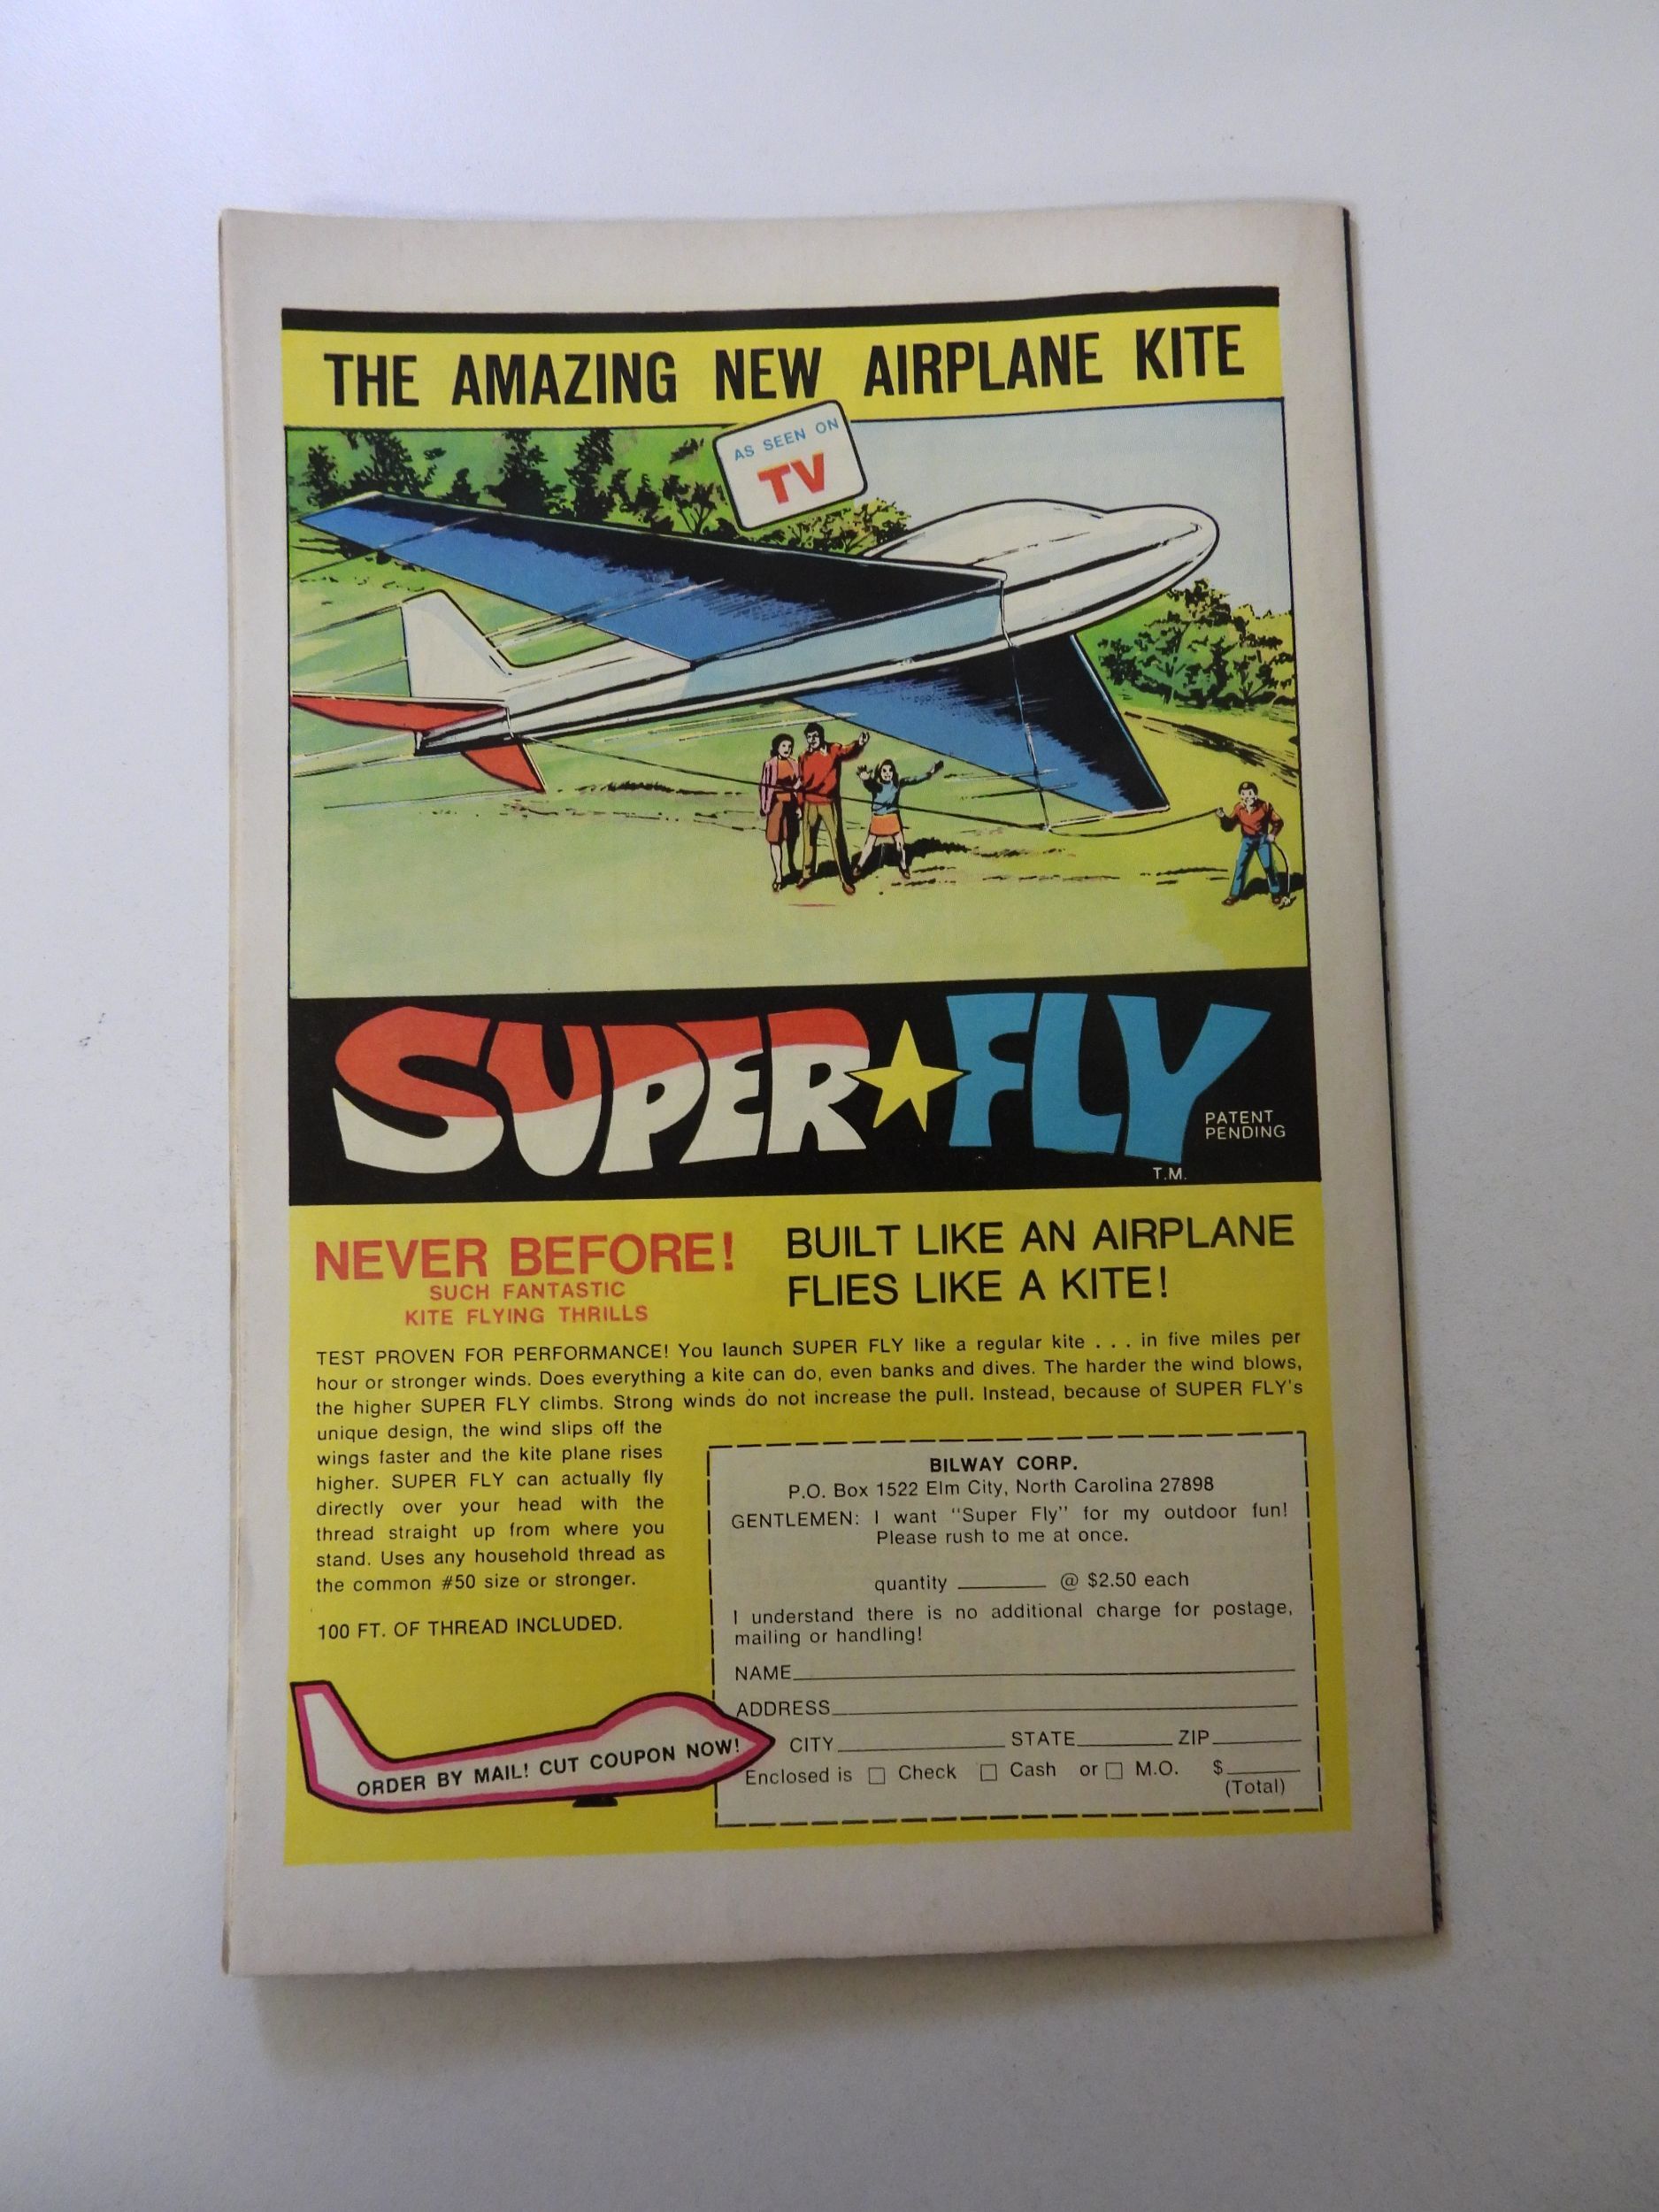 THE AMAZING NEW AIRPLANE KITE
AS SEEN ON
TV
SUPER★FLY
PATENT
PENDING
T.M.
NEVER BEFORE!
SUCH FANTASTIC
KITE FLYING THRILLS
BUILT LIKE AN AIRPLANE
FLIES LIKE A KITE!
TEST PROVEN FOR PERFORMANCE! You launch SUPER FLY like a regular kite . . . in five miles per
hour or stronger winds. Does everything a kite can do, even banks and dives. The harder the wind blows,
the higher SUPER FLY climbs. Strong winds do not increase the pull. Instead, because of SUPER FLY's
unique design, the wind slips off the
wings faster and the kite plane rises
higher. SUPER FLY can actually fly
directly over your head with the
thread straight up from where you
stand. Uses any household thread as
the common #50 size or stronger.
100 FT. OF THREAD INCLUDED.
ORDER BY MAIL! CUT COUPON NOW!
BILWAY CORP.
P.O. Box 1522 Elm City, North Carolina 27898
GENTLEMEN: I want "Super Fly" for my outdoor fun!
Please rush to me at once.
quantity ________ @ $2.50 each
I understand there is no additional charge for postage,
mailing or handling!
NAME________
ADDRESS________
CITY________ STATE________ ZIP________
Enclosed is □ Check □ Cash or □ M.O. $________
(Total)